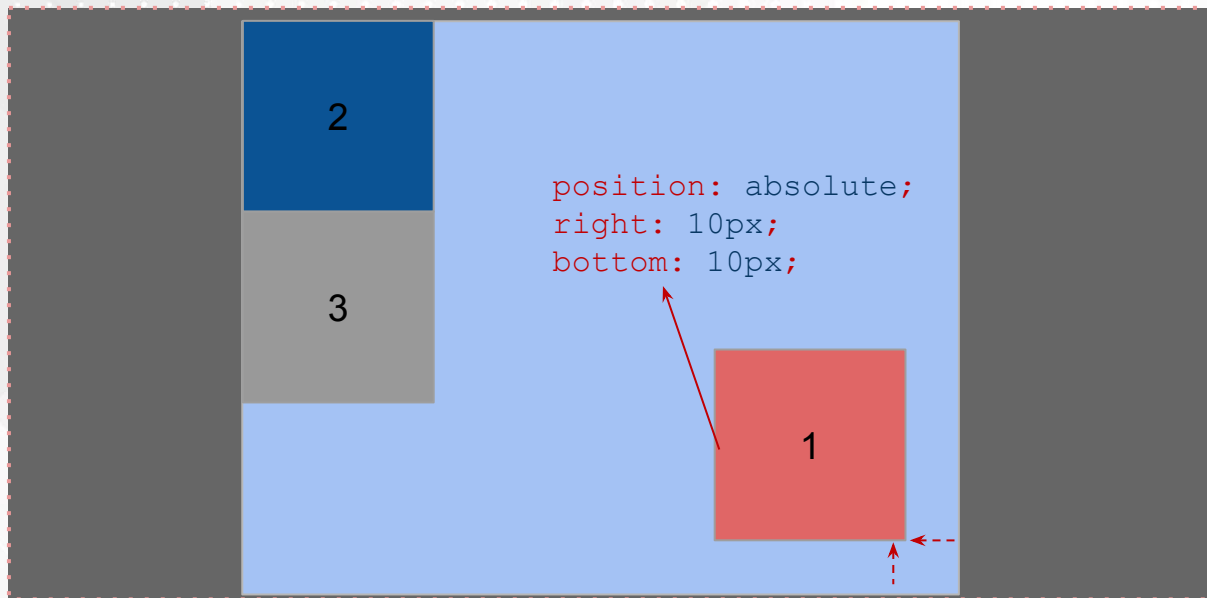 2
position: absolute;
right: 10px;
bottom: 10px;
3
1